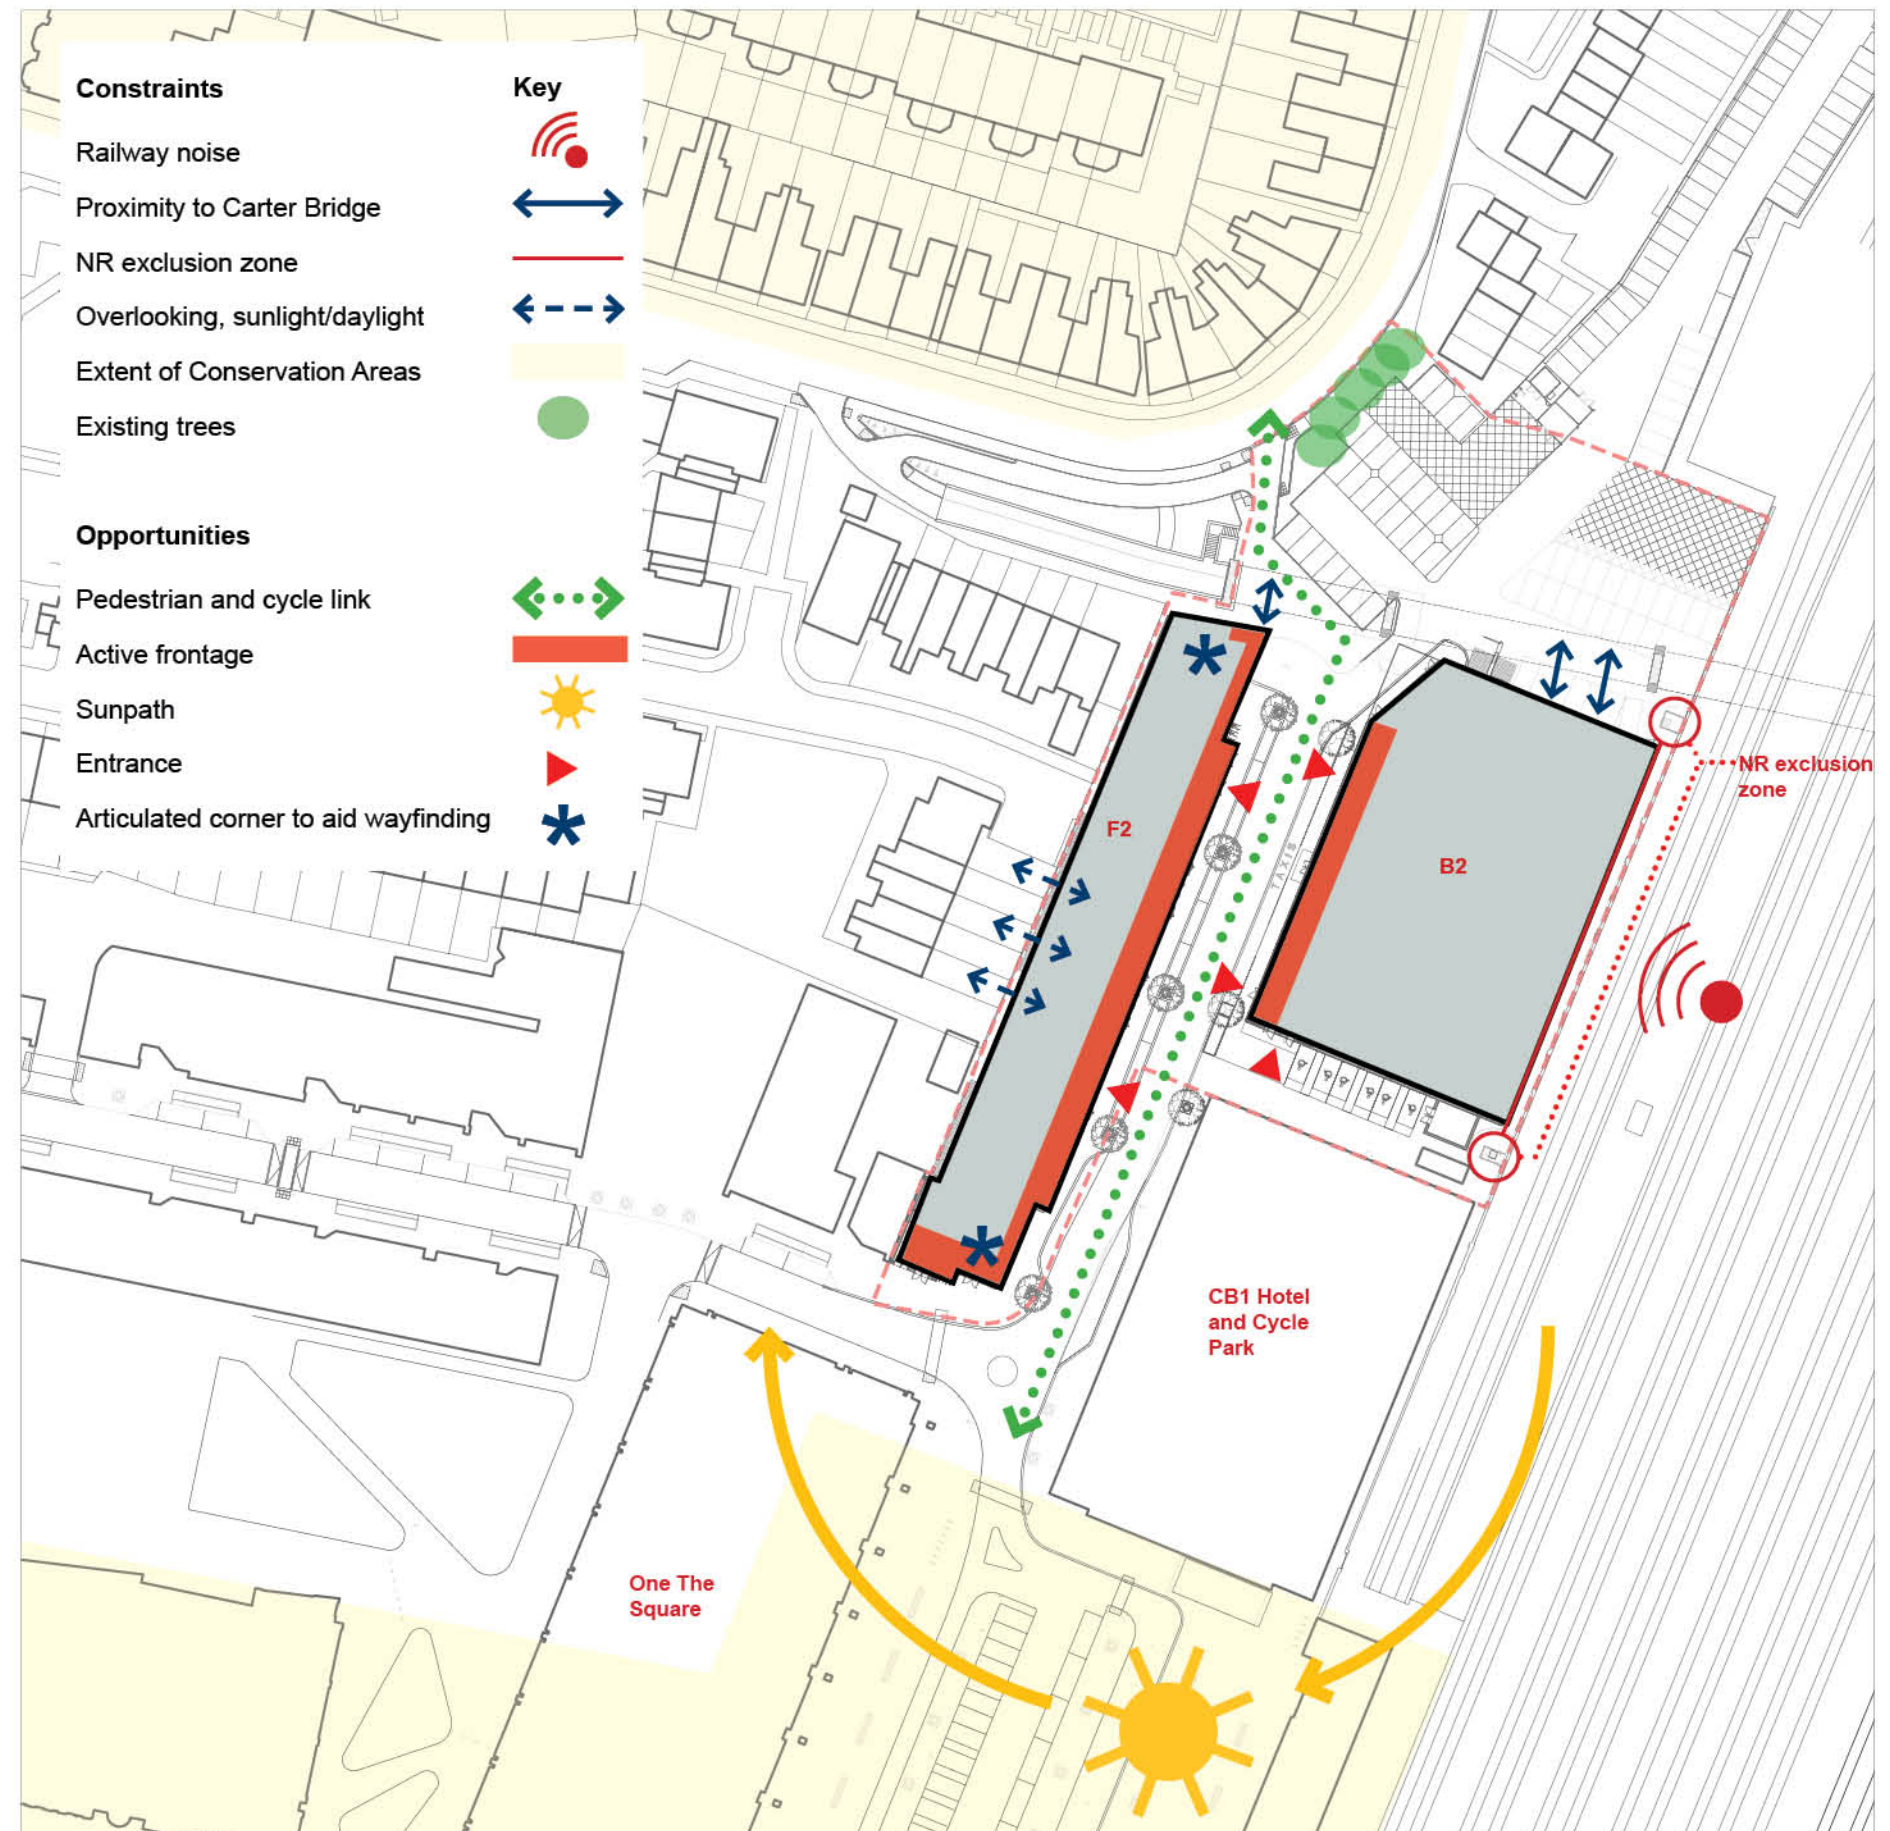 Constraints
Key
Railway noise
Proximity to Carter Bridge
NR exclusion zone
Overlooking, sunlight/daylight
Extent of Conservation Areas
Existing trees
Opportunities
Pedestrian and cycle link
Active frontage
Sunpath
Entrance
Articulated corner to aid wayfinding
NR exclusion
zone
F2
B2
TAXIS
CB1 Hotel
and Cycle
Park
One The
Square